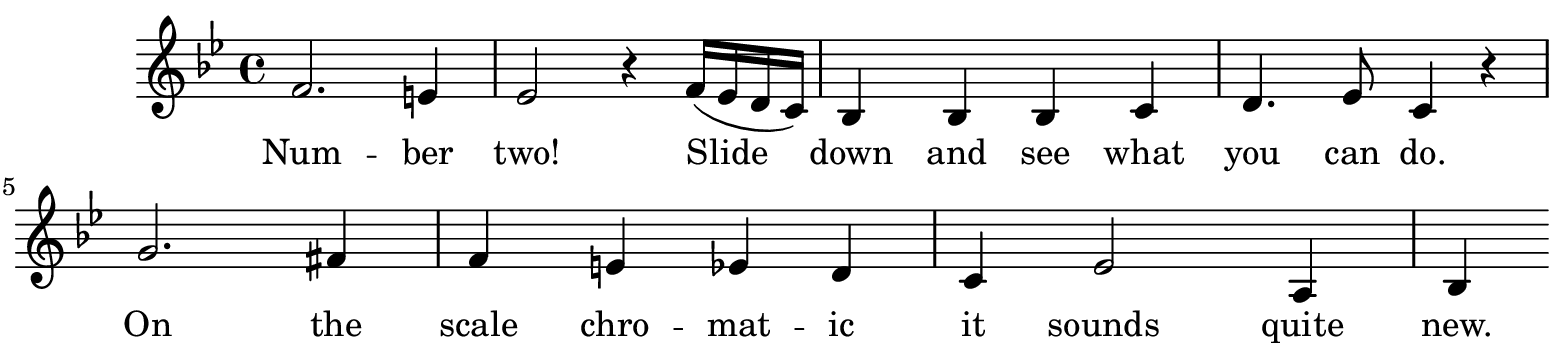 Num - ber two! Slide down and see what you can do.
5
On the scale chro - mat - ic it sounds quite new.